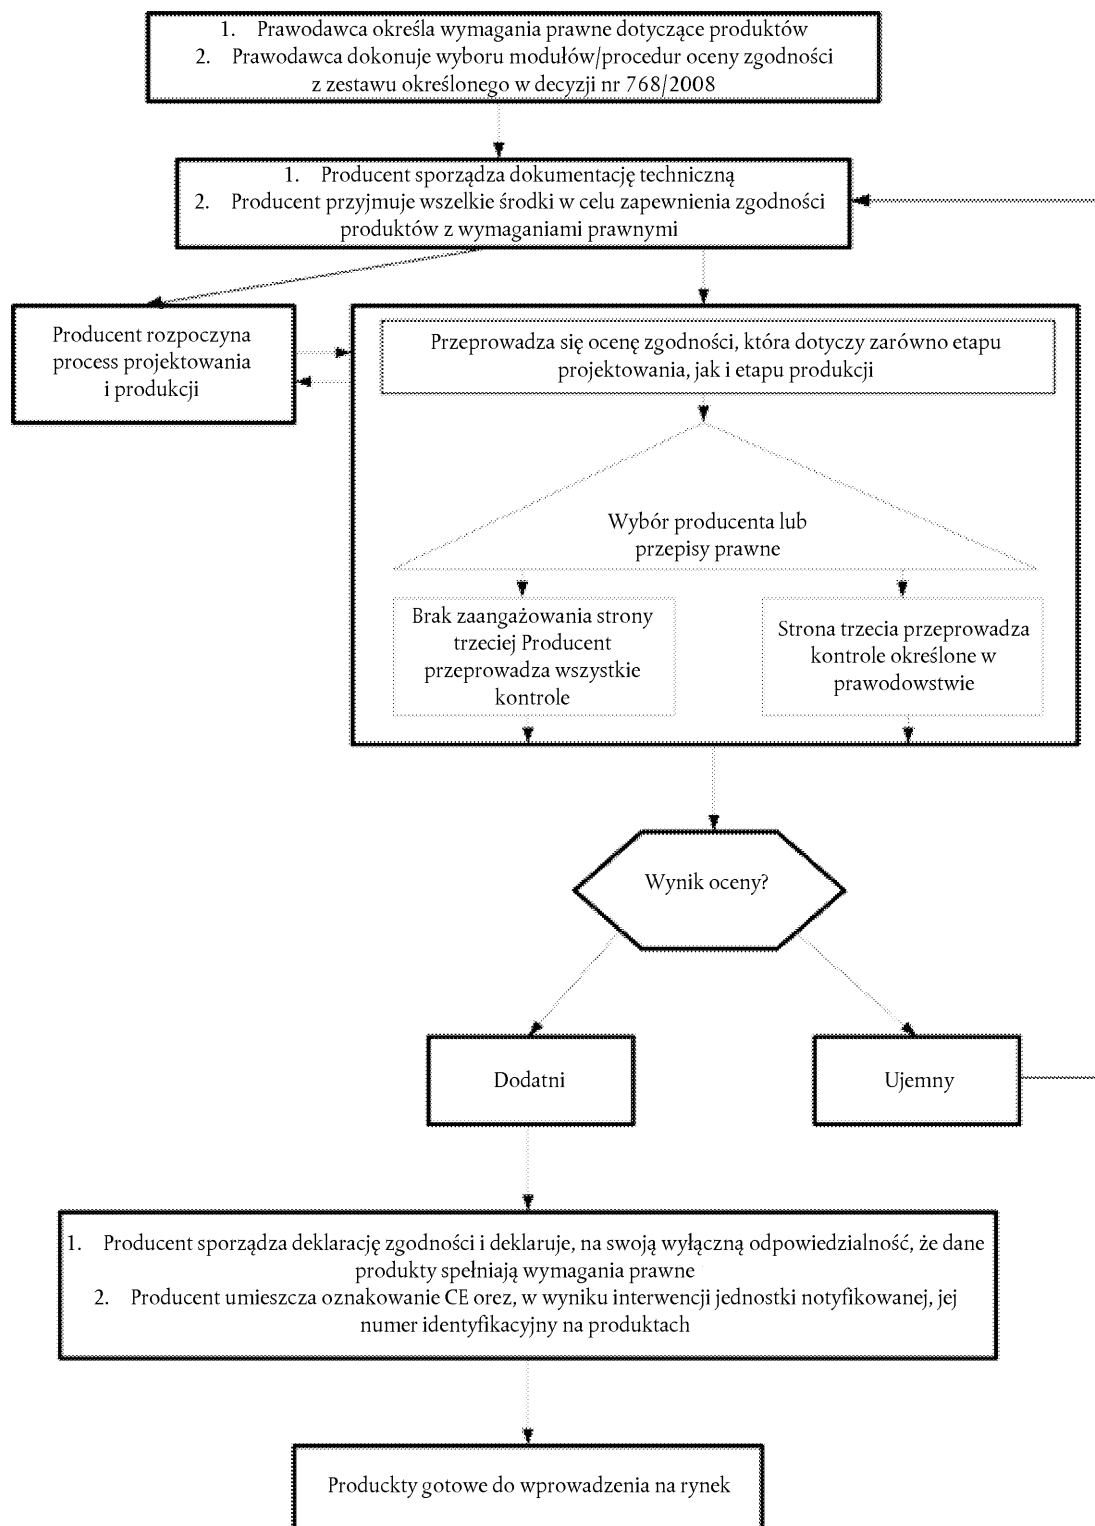 1. Prawodawca określa wymagania prawne dotyczące produktów
2. Prawodawca dokonuje wyboru modułów/procedur oceny zgodności
z zestawu określonego w decyzji nr 768/2008
1. Producent sporządza dokumentację techniczną
2. Producent przyjmuje wszelkie środki w celu zapewnienia zgodności
produktów z wymaganiami prawnymi
Producent rozpoczyna
process projektowania
i produkcji
Przeprowadza się ocenę zgodności, która dotyczy zarówno etapu
projektowania, jak i etapu produkcji
Wybór producenta lub
przepisy prawne
Brak zaangażowania strony
trzeciej Producent
przeprowadza wszystkie
kontrole
Strona trzecia przeprowadza
kontrole określone w
prawodowstwie
Wynik oceny?
Dodatni
Ujemny
1. Producent sporządza deklarację zgodności i deklaruje, na swoją wyłączną odpowiedzialność, że dane
produkty spełniają wymagania prawne
2. Producent umieszcza oznakowanie CE orez, w wyniku interwencji jednostki notyfikowanej, jej
numer identyfikacyjny na produktach
Produckty gotowe do wprowadzenia na rynek